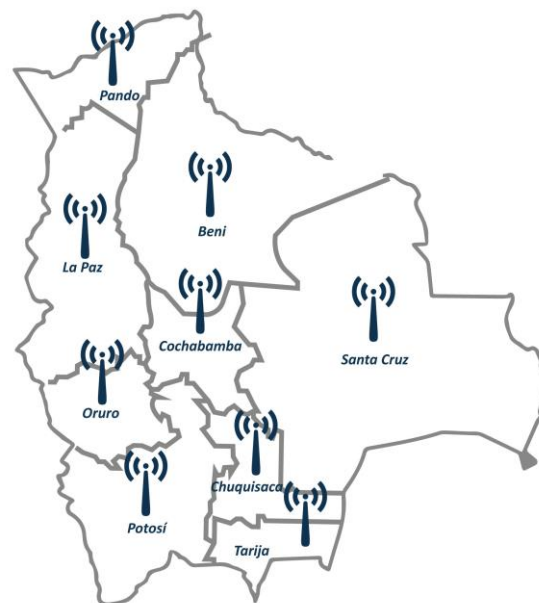 Pando
Beni
La Paz
Cochabamba
Santa Cruz
Oruro
Chuquisaca
Potosí
Tarija